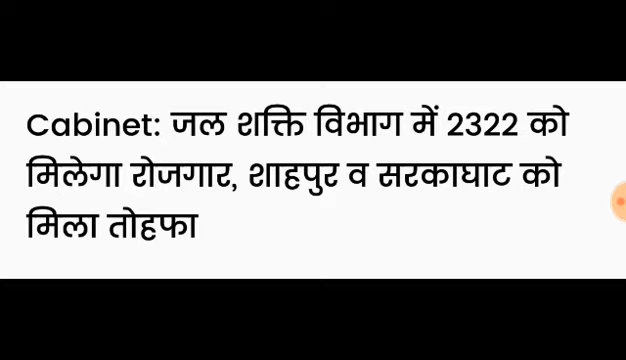 Cabinet: जल शक्ति विभाग में 2322 को
मिलेगा रोजगार, शाहपुर व सरकाघाट को
मिला तोहफा